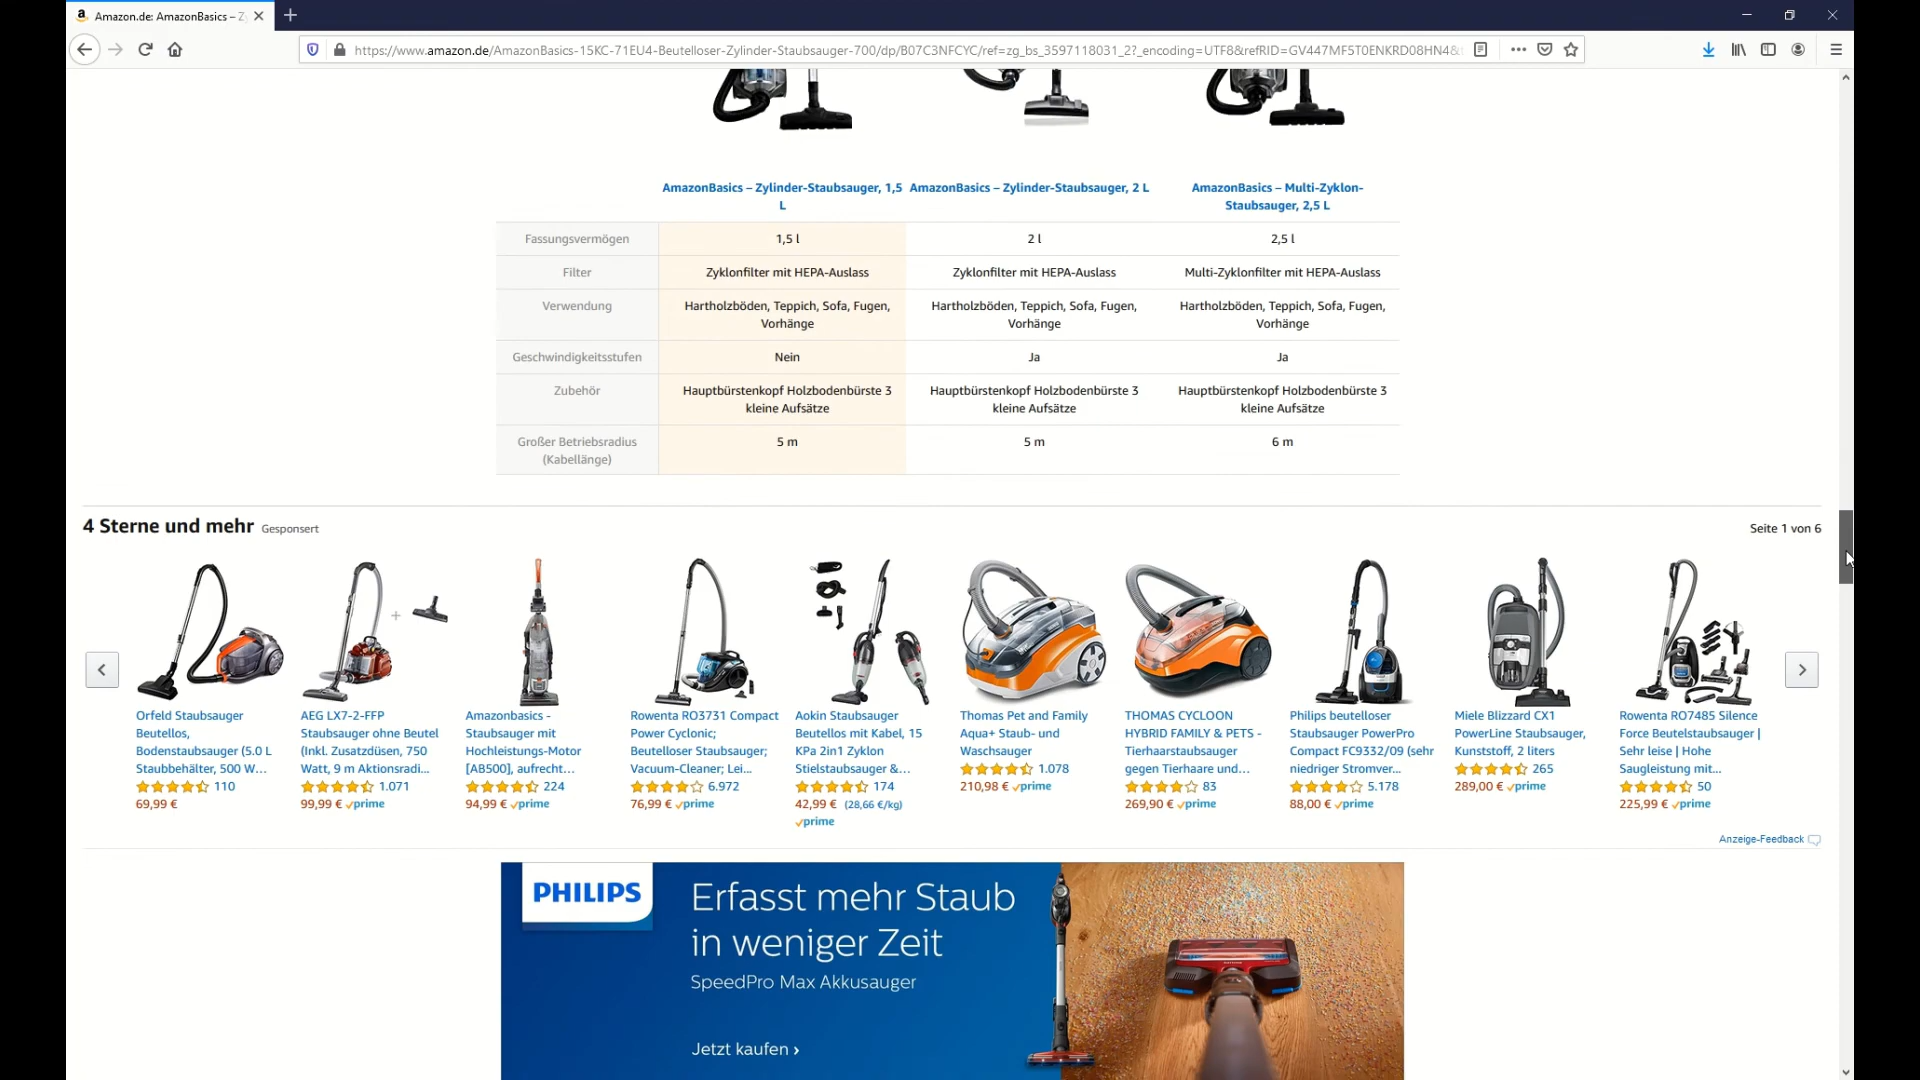 Amazon.de: AmazonBasics – Z
https://www.amazon.de/AmazonBasics-15KC-71EU4-Beutelloser-Zylinder-Staubsauger-700/dp/B07C3NFCYC/ref=zg_bs_3597118031_2?_encoding=UTF8&refRID=GV447MF5T0ENKRD08HN4&
AmazonBasics – Zylinder-Staubsauger, 1,5 L
AmazonBasics – Zylinder-Staubsauger, 2 L
AmazonBasics – Multi-Zyklon-
Staubsauger, 2,5 L
Fassungsvermögen 1,5 l 2 l 2,5 l
Filter Zyklonfilter mit HEPA-Auslass Zyklonfilter mit HEPA-Auslass Multi-Zyklonfilter mit HEPA-Auslass
Verwendung Hartholzböden, Teppich, Sofa, Fugen, Hartholzböden, Teppich, Sofa, Fugen, Hartholzböden, Teppich, Sofa, Fugen,
Vorhänge Vorhänge Vorhänge
Geschwindigkeitsstufen Nein Ja Ja
Zubehör Hauptbürstenkopf Holzbodenbürste 3 Hauptbürstenkopf Holzbodenbürste 3 Hauptbürstenkopf Holzbodenbürste 3
kleine Aufsätze kleine Aufsätze kleine Aufsätze
Großer Betriebsradius 5 m 5 m 6 m
(Kabellänge)
4 Sterne und mehr Gesponsert Seite 1 von 6
Orfeld Staubsauger
Beutellos,
Bodenstaubsauger (5.0 L
Staubbehälter, 500 W...
110
69,99 €
AEG LX7-2-FFP
Staubsauger ohne Beutel
(Inkl. Zusatzdüsen, 750
Watt, 9 m Aktionsradi...
1.071
99,99 € prime
Amazonbasics -
Staubsauger mit
Hochleistungs-Motor
[AB500], aufrecht...
224
94,99 € prime
Rowenta RO3731 Compact
Power Cyclonic;
Beutelloser Staubsauger;
Vacuum-Cleaner; Lei...
6.972
76,99 € prime
Aokin Staubsauger
Beutellos mit Kabel, 15
KPa 2in1 Zyklon
Stielstaubsauger &...
174
42,99 € (28,66 €/kg)
prime
Thomas Pet and Family
Aqua+ Staub- und
Waschsauger
1.078
210,98 € prime
THOMAS CYCLOON
HYBRID FAMILY & PETS -
Tierhaarstaubsauger
gegen Tierhaare und...
83
269,90 € prime
Philips beutelloser
Staubsauger PowerPro
Compact FC9332/09 (sehr
niedriger Stromver...
5.178
88,00 € prime
Miele Blizzard CX1
PowerLine Staubsauger,
Kunststoff, 2 liters
265
289,00 € prime
Rowenta RO7485 Silence
Force Beutelstaubsauger |
Sehr leise | Hohe
Saugleistung mit...
50
225,99 € prime
Anzeige-Feedback
PHILIPS
Erfasst mehr Staub
in weniger Zeit
SpeedPro Max Akkusauger
Jetzt kaufen ›